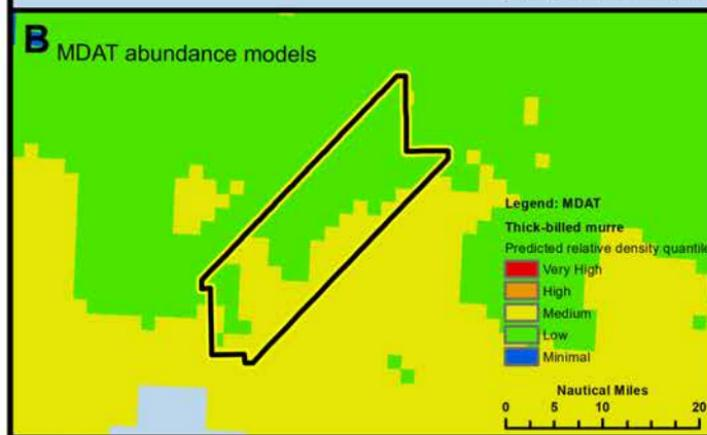 B MDAT abundance models
Legend: MDAT
Thick-billed murre
Predicted relative density quantile
Very High
High
Medium
Low
Minimal
Nautical Miles
0 5 10 20